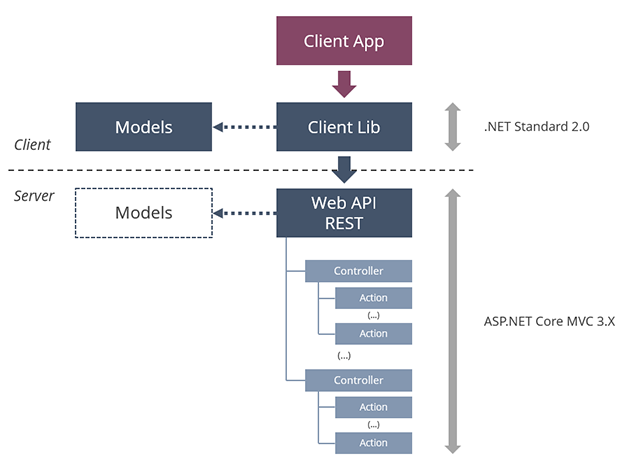 Client App
Models
Client Lib
.NET Standard 2.0
Client
Server
Models
Web API
REST
Controller
Action
(...)
Action
(...)
ASP.NET Core MVC 3.X
Controller
Action
(...)
Action